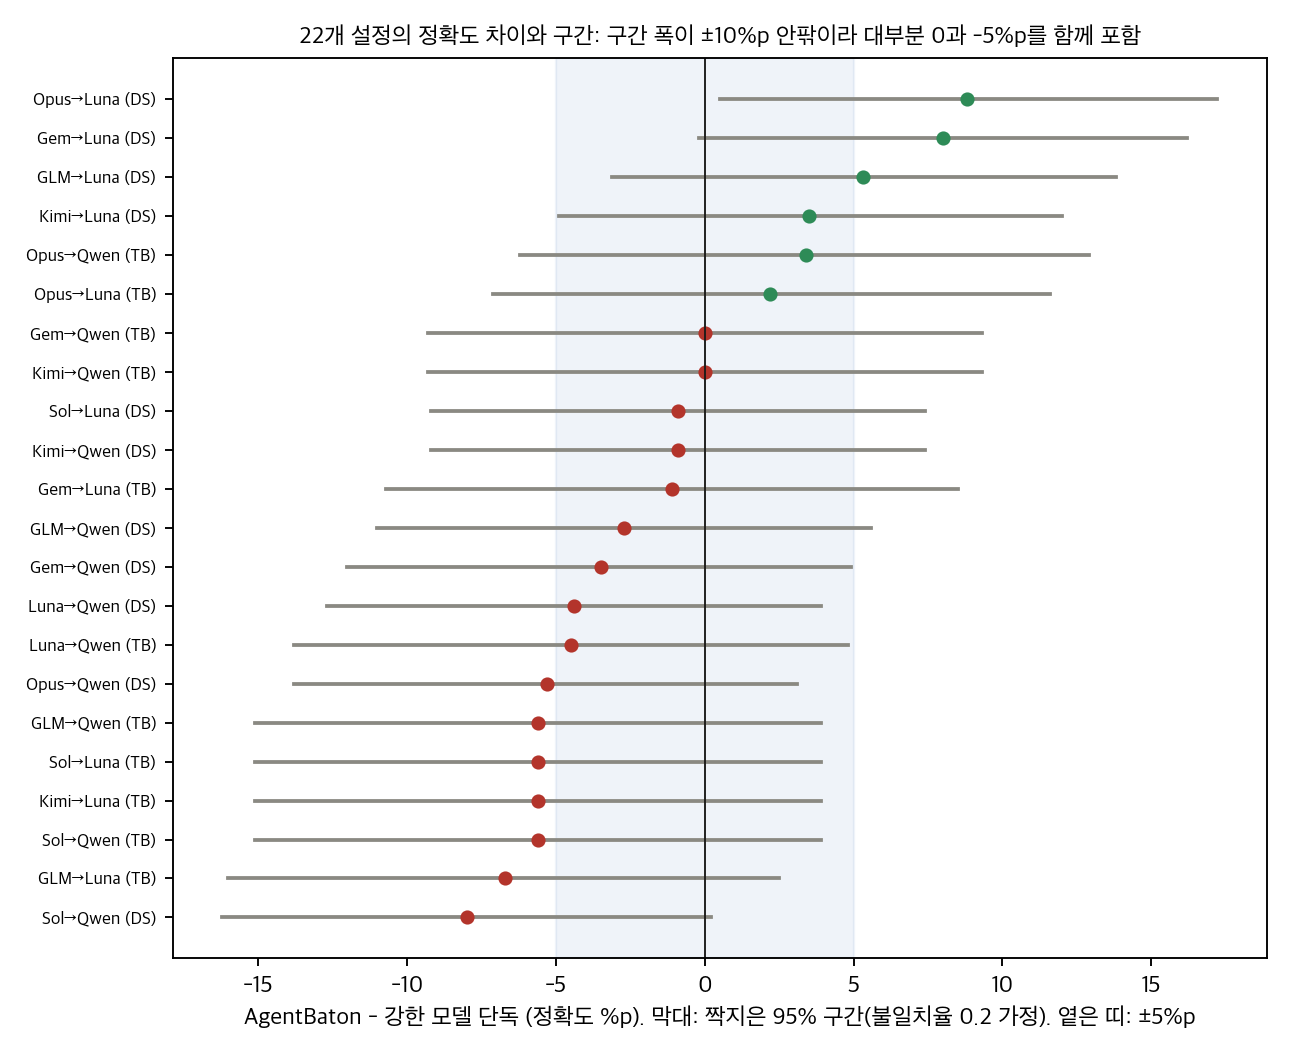 22개 설정의 정확도 차이와 구간: 구간 폭이 ±10%p 안팎이라 대부분 0과 -5%p를 함께 포함
Opus→Luna (DS)
Gem→Luna (DS)
GLM→Luna (DS)
Kimi→Luna (DS)
Opus→Qwen (TB)
Opus→Luna (TB)
Gem→Qwen (TB)
Kimi→Qwen (TB)
Sol→Luna (DS)
Kimi→Qwen (DS)
Gem→Luna (TB)
GLM→Qwen (DS)
Gem→Qwen (DS)
Luna→Qwen (DS)
Luna→Qwen (TB)
Opus→Qwen (DS)
GLM→Qwen (TB)
Sol→Luna (TB)
Kimi→Luna (TB)
Sol→Qwen (TB)
GLM→Luna (TB)
Sol→Qwen (DS)
-15 -10 -5 0 5 10 15
AgentBaton - 강한 모델 단독 (정확도 %p). 막대: 짝지은 95% 구간(불일치율 0.2 가정). 옅은 띠: ±5%p